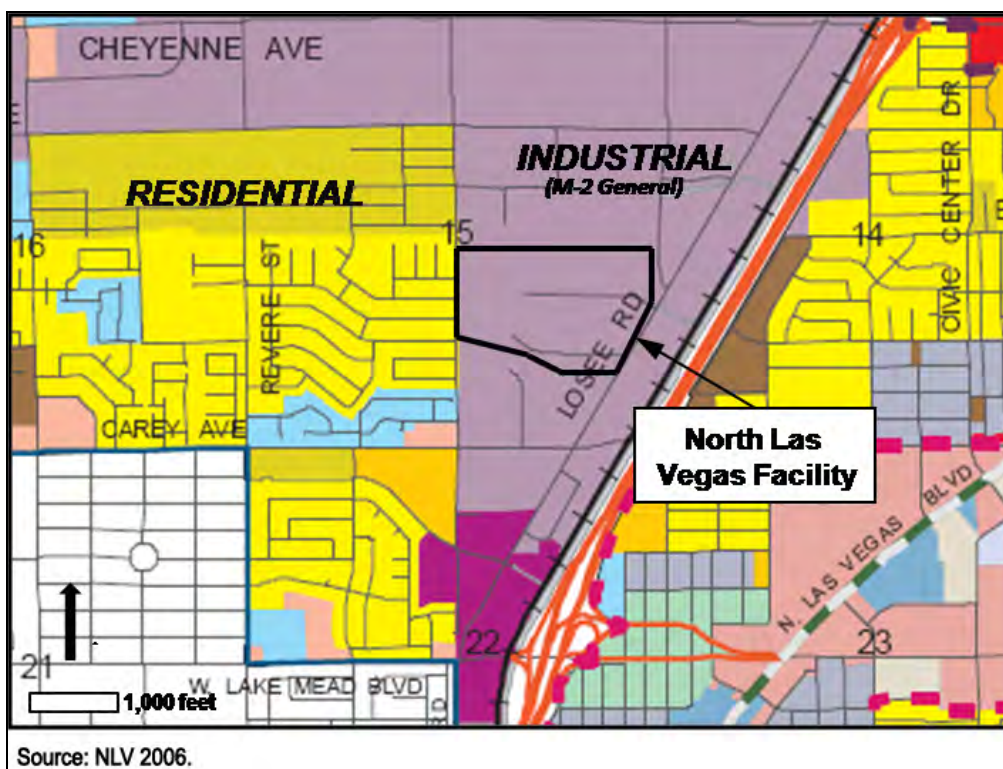 CHEYENNE AVE
INDUSTRIAL
(M-2 General)
RESIDENTIAL
CIVIC CENTER DR
16
15
14
REVERE ST
LOSEE RD
CAREY AVE
North Las
Vegas Facility
N. LAS VEGAS BLVD
21
22
23
W. LAKE MEAD BLVD
RD
1,000 feet
Source: NLV 2006.